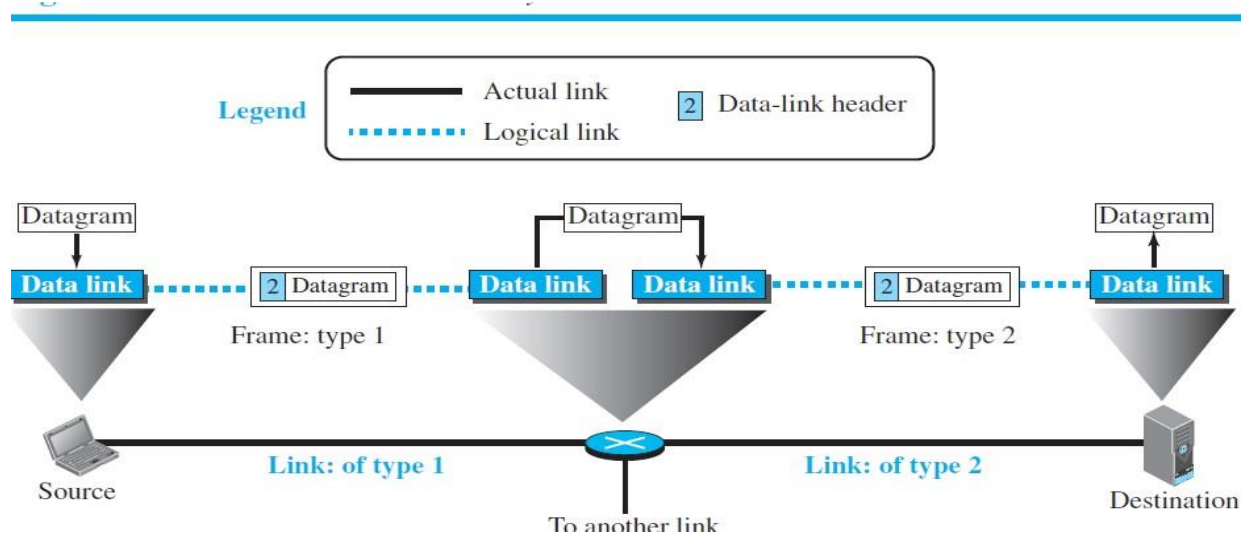 Legend
Actual link
Logical link
2 Data-link header
Datagram Datagram Datagram
Data link 2 Datagram Data link Data link 2 Datagram Data link
Frame: type 1 Frame: type 2
Link: of type 1 Link: of type 2
Source Destination
To another link